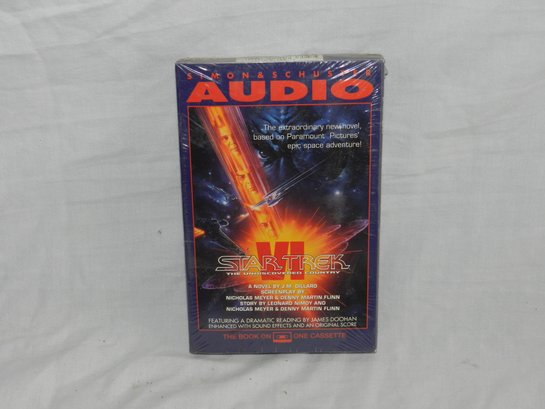 SIMON & SCHUSTER
AUDIO
The extraordinary new novel,
based on Paramount Pictures'
epic space adventure!
VI
STAR TREK
THE UNDISCOVERED COUNTRY
A NOVEL BY J.M. DILLARD
SCREENPLAY BY
NICHOLAS MEYER & DENNY MARTIN FLINN
STORY BY LEONARD NIMOY AND
NICHOLAS MEYER & DENNY MARTIN FLINN
FEATURING A DRAMATIC READING BY JAMES DOOHAN
ENHANCED WITH SOUND EFFECTS AND AN ORIGINAL SCORE
THE BOOK ON ONE CASSETTE